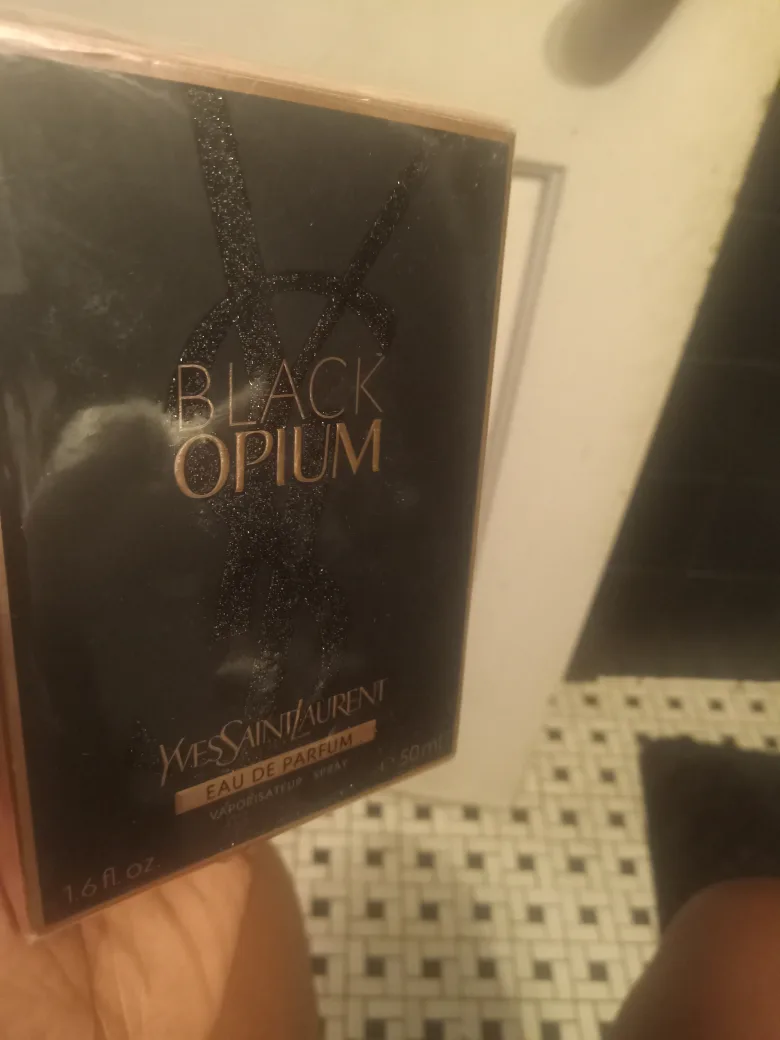 BLACK
OPIUM
YVESSAINTLAURENT
EAU DE PARFUM
VAPORISATEUR SPRAY
e 50ml
1.6 fl. oz.